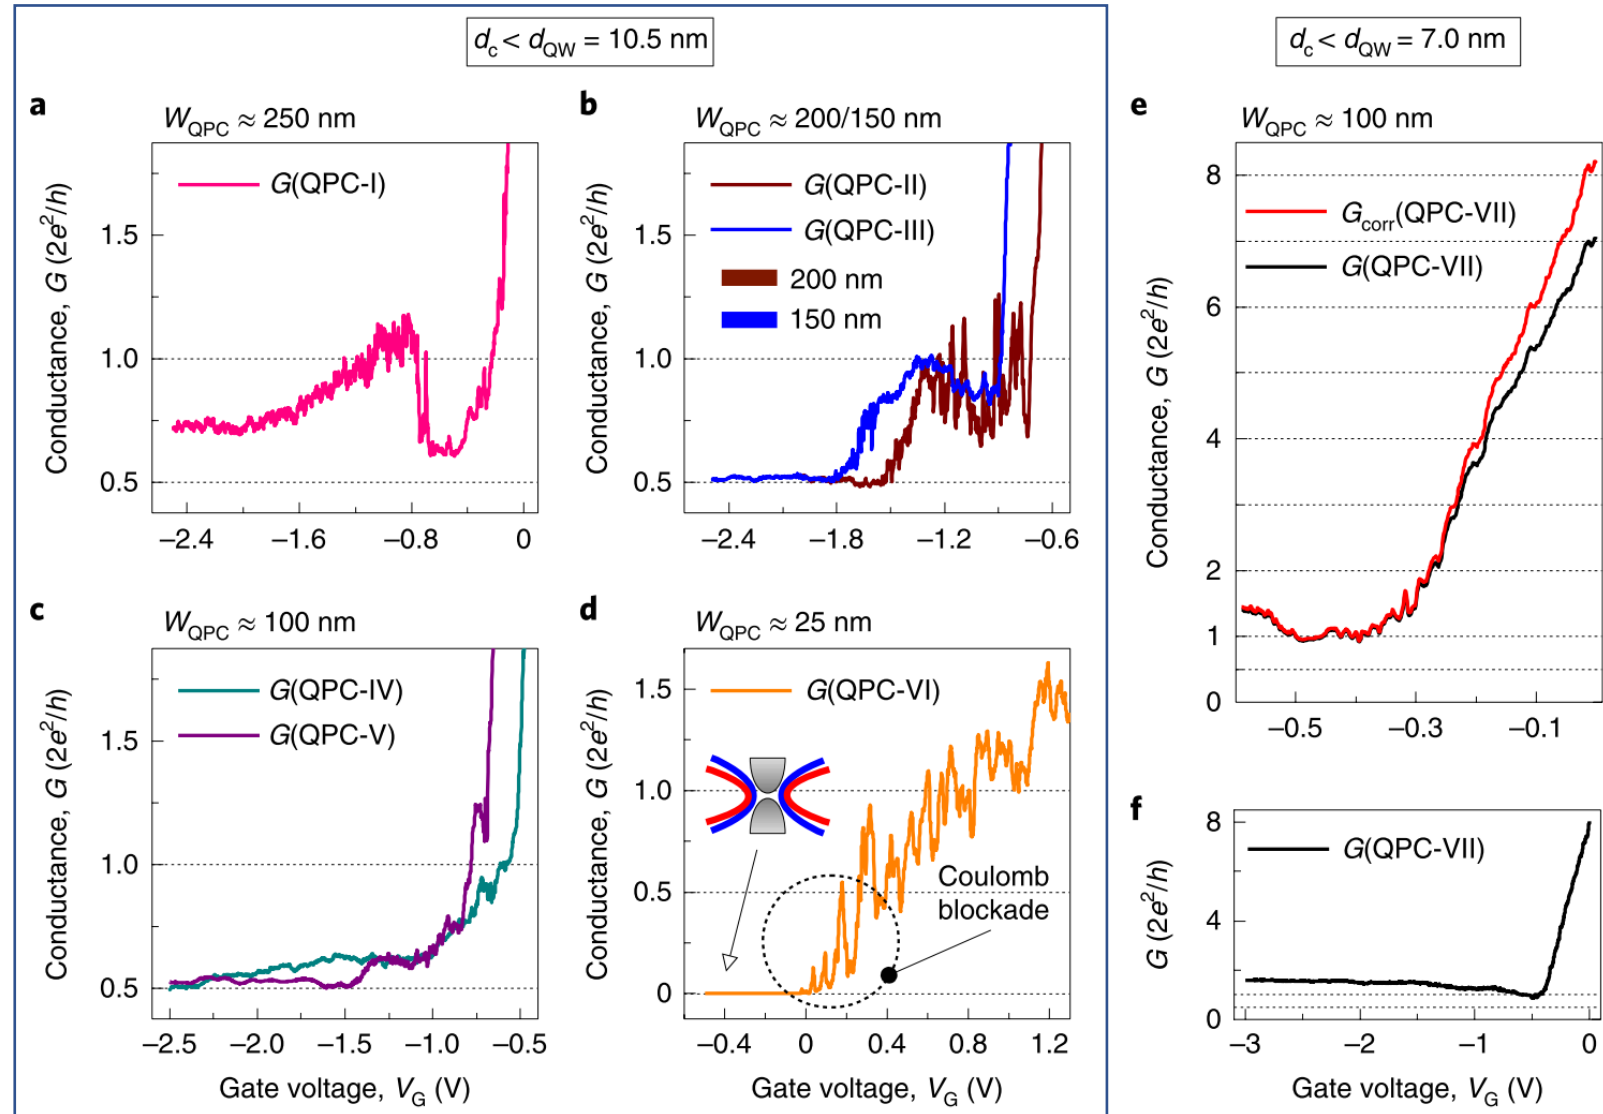 d_c < d_QW = 10.5 nm
d_c < d_QW = 7.0 nm
a
W_QPC ≈ 250 nm
G(QPC-I)
Conductance, G (2e²/h)
1.5
1.0
0.5
–2.4 –1.6 –0.8 0
b
W_QPC ≈ 200/150 nm
G(QPC-II)
G(QPC-III)
200 nm
150 nm
Conductance, G (2e²/h)
1.5
1.0
0.5
–2.4 –1.8 –1.2 –0.6
c
W_QPC ≈ 100 nm
G(QPC-IV)
G(QPC-V)
Conductance, G (2e²/h)
1.5
1.0
0.5
–2.5 –2.0 –1.5 –1.0 –0.5
Gate voltage, V_G (V)
d
W_QPC ≈ 25 nm
G(QPC-VI)
Coulomb
blockade
Conductance, G (2e²/h)
1.5
1.0
0.5
0
–0.4 0 0.4 0.8 1.2
Gate voltage, V_G (V)
e
W_QPC ≈ 100 nm
G_corr(QPC-VII)
G(QPC-VII)
Conductance, G (2e²/h)
8
6
4
2
1
0
–0.5 –0.3 –0.1
f
G(QPC-VII)
G (2e²/h)
8
4
0
–3 –2 –1 0
Gate voltage, V_G (V)